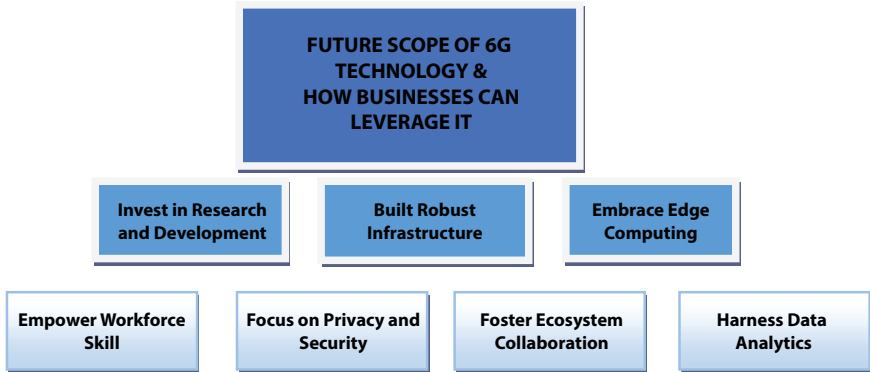 FUTURE SCOPE OF 6G
TECHNOLOGY &
HOW BUSINESSES CAN
LEVERAGE IT
Invest in Research
and Development
Built Robust
Infrastructure
Embrace Edge
Computing
Empower Workforce
Skill
Focus on Privacy and
Security
Foster Ecosystem
Collaboration
Harness Data
Analytics